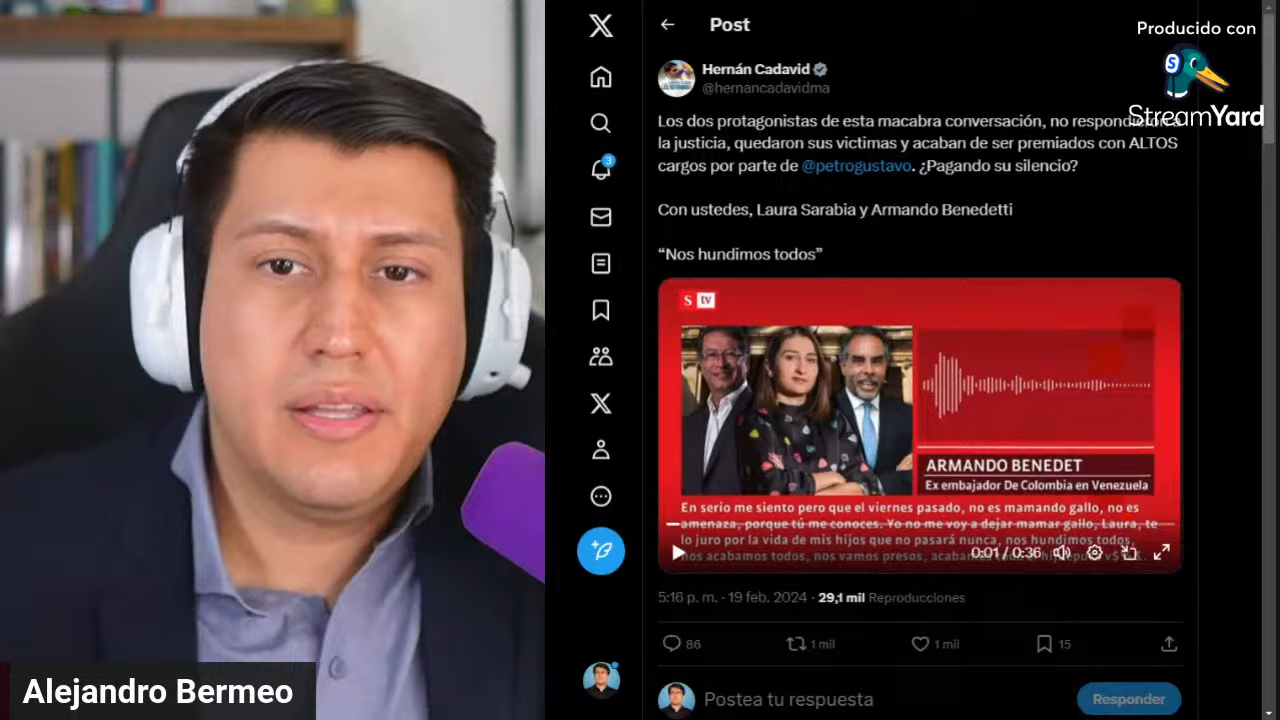 Post
Producido con
StreamYard
Hernán Cadavid
@hernancadavidma
Los dos protagonistas de esta macabra conversación, no respondieron a
la justicia, quedaron sus victimas y acaban de ser premiados con ALTOS
cargos por parte de @petrogustavo. ¿Pagando su silencio?
Con ustedes, Laura Sarabia y Armando Benedetti
“Nos hundimos todos”
S tv
ARMANDO BENEDET
Ex embajador De Colombia en Venezuela
En serio me siento pero que el viernes pasado, no es mamando gallo, no es
amenaza, porque tú me conoces. Yo no me voy a dejar mamar gallo, Laura, te
lo juro por la vida de mis hijos que no pasará nunca, nos hundimos todos,
nos acabamos todos, nos vamos presos,
0:01 / 0:36
5:16 p. m. · 19 feb. 2024 · 29,1 mil Reproducciones
86 1 mil 1 mil 15
Postea tu respuesta
Responder
3
Alejandro Bermeo